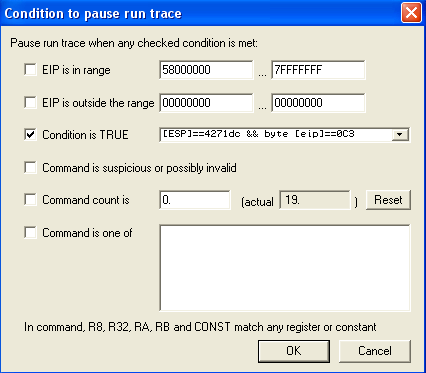 Condition to pause run trace
Pause run trace when any checked condition is met:
EIP is in range 58000000 ... 7FFFFFFF
EIP is outside the range 00000000 ... 00000000
Condition is TRUE [ESP]==4271dc && byte [eip]==0C3
Command is suspicious or possibly invalid
Command count is 0. (actual 19. ) Reset
Command is one of
In command, R8, R32, RA, RB and CONST match any register or constant
OK Cancel